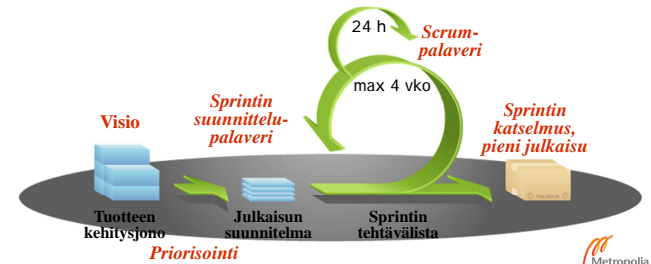 24 h
Scrum-
palaveri
max 4 vko
Sprintin
suunnittelu-
palaveri
Visio
Sprintin
katselmus,
pieni julkaisu
Tuotteen
kehitysjono
Julkaisun
suunnitelma
Sprintin
tehtävälista
Priorisointi
Metropolia